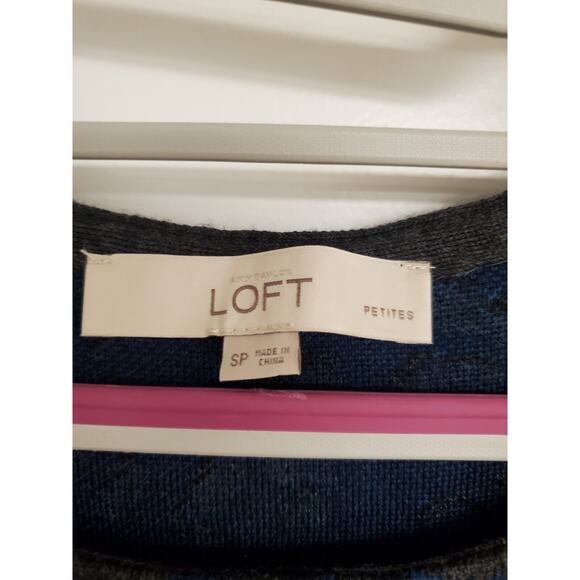 ANN TAYLOR
LOFT
PETITES
SP MADE IN
CHINA